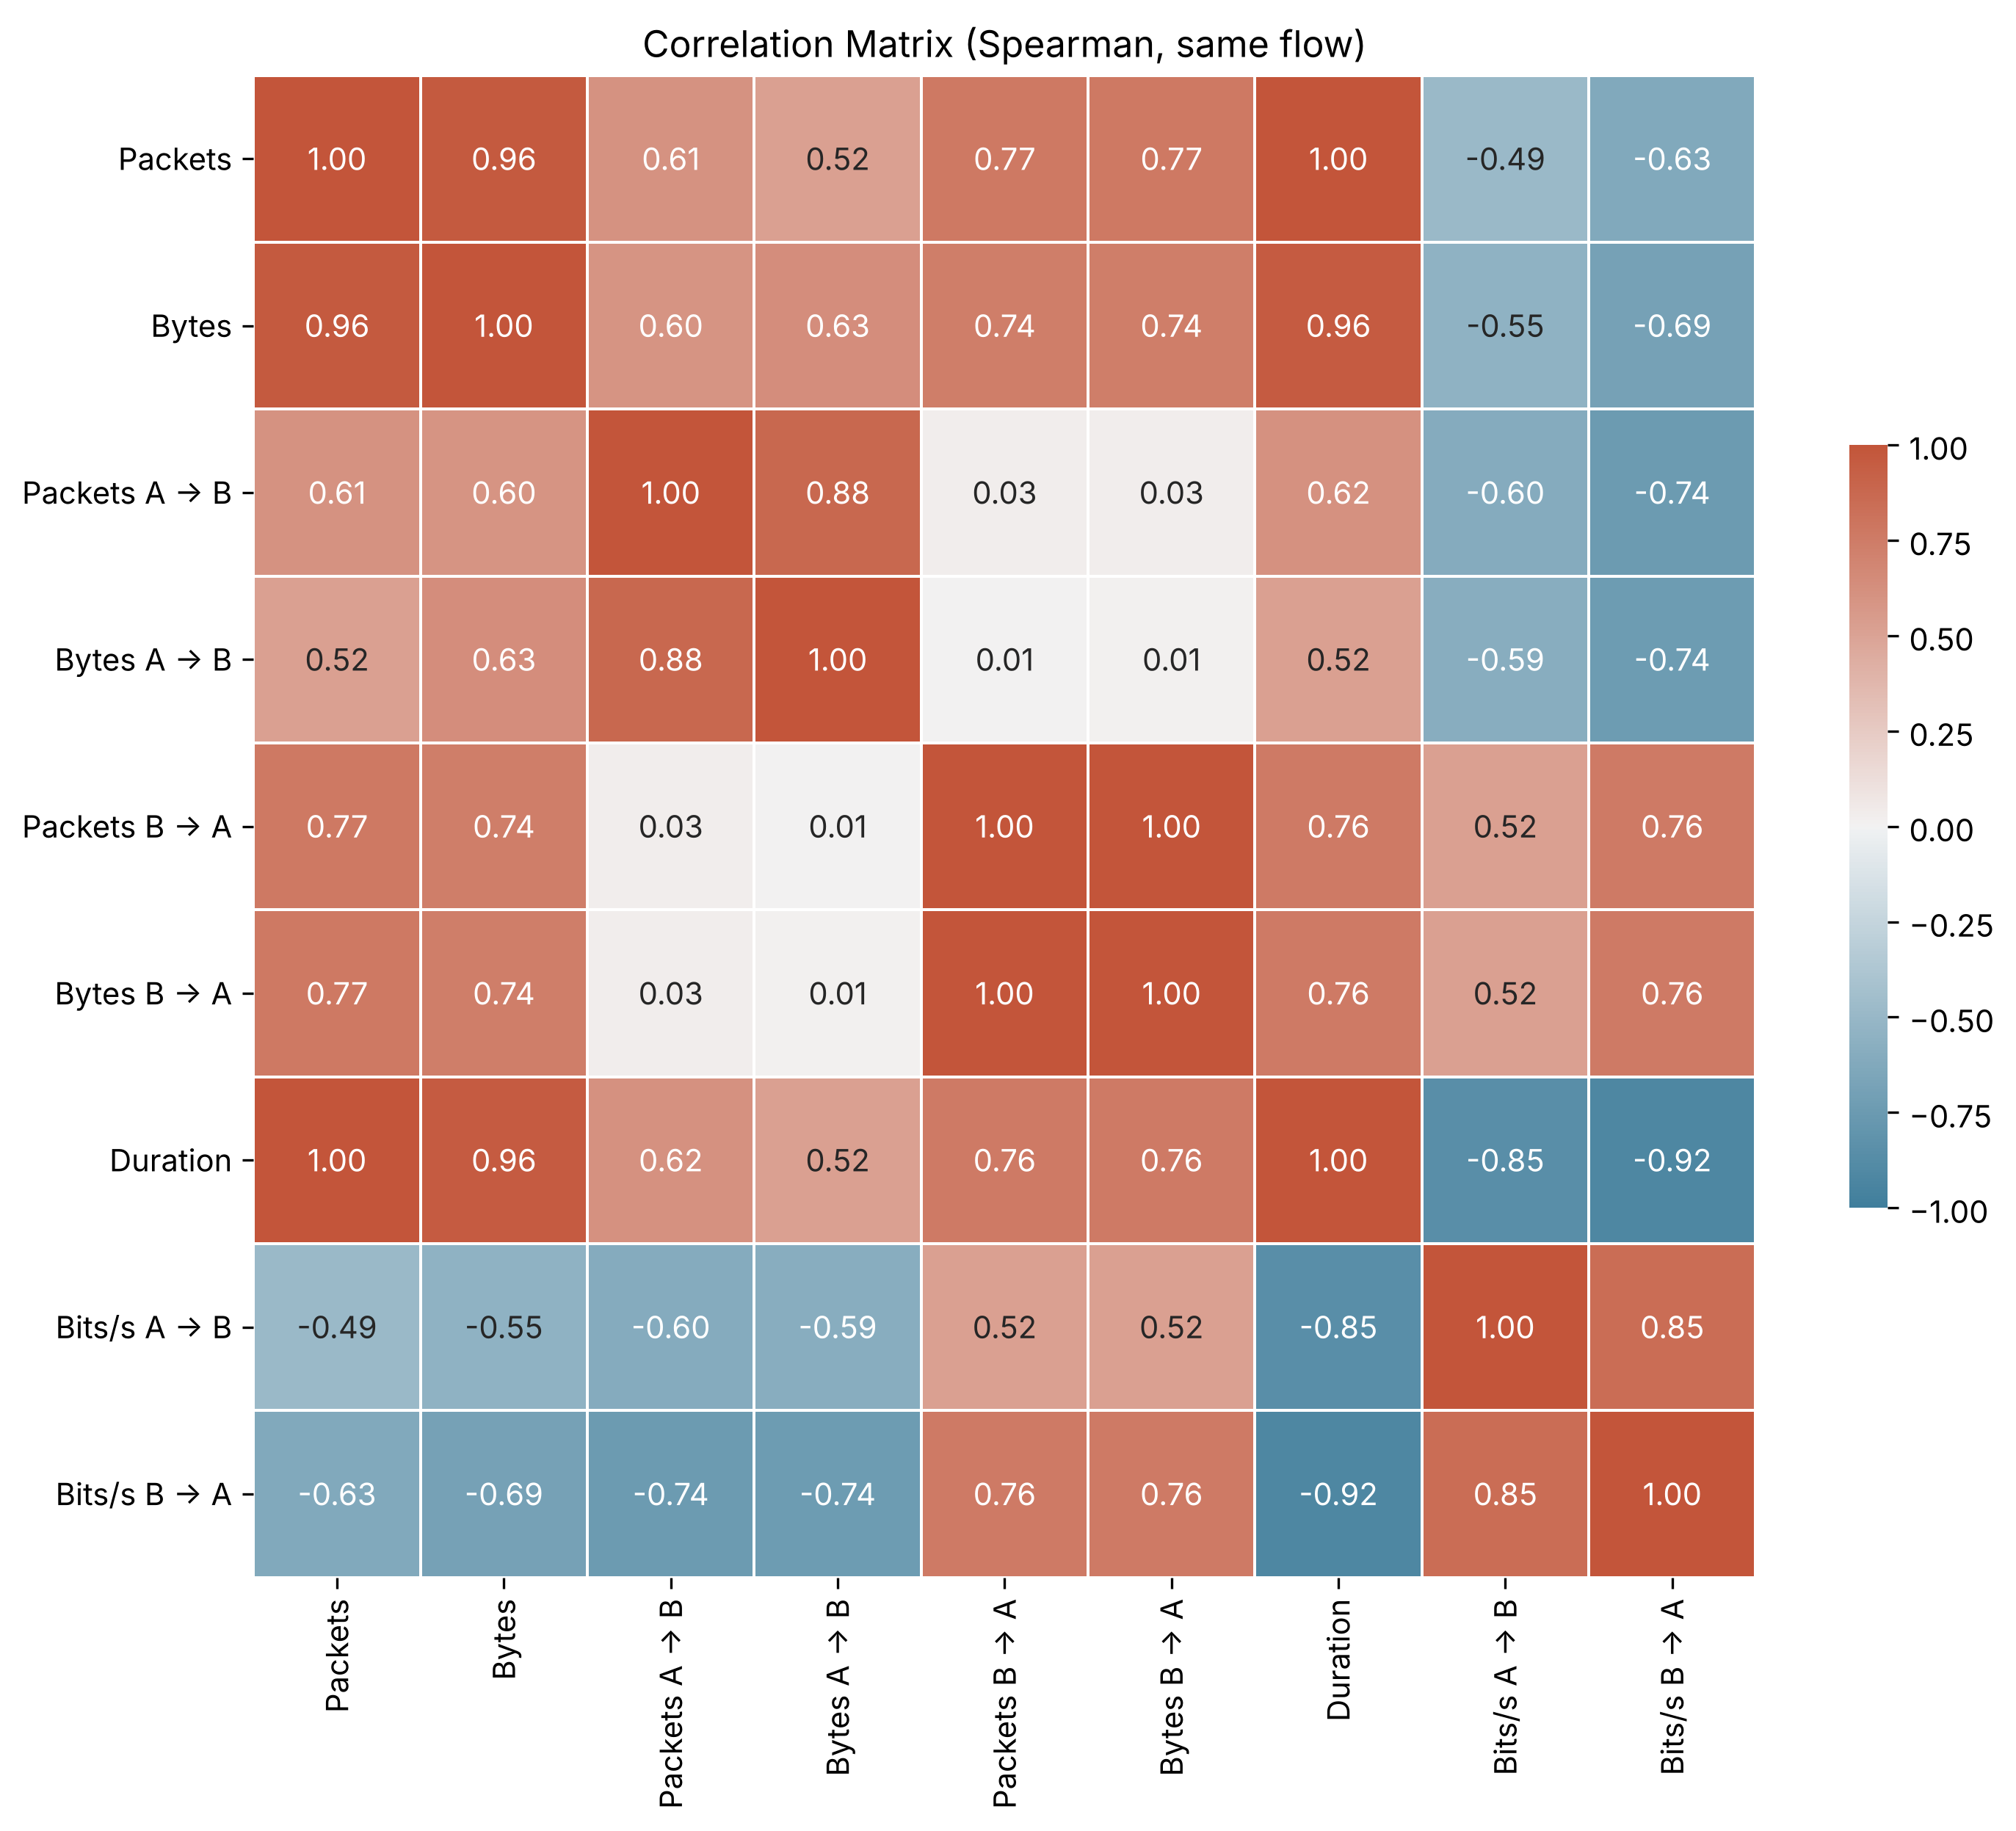 Correlation Matrix (Spearman, same flow)
Packets 1.00 0.96 0.61 0.52 0.77 0.77 1.00 -0.49 -0.63
Bytes 0.96 1.00 0.60 0.63 0.74 0.74 0.96 -0.55 -0.69
Packets A → B 0.61 0.60 1.00 0.88 0.03 0.03 0.62 -0.60 -0.74
Bytes A → B 0.52 0.63 0.88 1.00 0.01 0.01 0.52 -0.59 -0.74
Packets B → A 0.77 0.74 0.03 0.01 1.00 1.00 0.76 0.52 0.76
Bytes B → A 0.77 0.74 0.03 0.01 1.00 1.00 0.76 0.52 0.76
Duration 1.00 0.96 0.62 0.52 0.76 0.76 1.00 -0.85 -0.92
Bits/s A → B -0.49 -0.55 -0.60 -0.59 0.52 0.52 -0.85 1.00 0.85
Bits/s B → A -0.63 -0.69 -0.74 -0.74 0.76 0.76 -0.92 0.85 1.00
Packets
Bytes
Packets A → B
Bytes A → B
Packets B → A
Bytes B → A
Duration
Bits/s A → B
Bits/s B → A
1.00
0.75
0.50
0.25
0.00
−0.25
−0.50
−0.75
−1.00